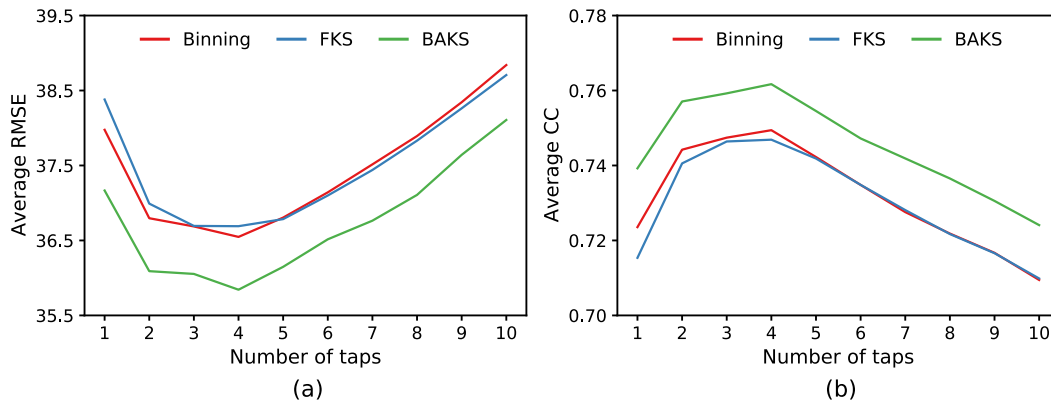 Average RMSE
39.5
38.5
37.5
36.5
35.5
Binning FKS BAKS
1 2 3 4 5 6 7 8 9 10
Number of taps
(a)
Average CC
0.78
0.76
0.74
0.72
0.70
Binning FKS BAKS
1 2 3 4 5 6 7 8 9 10
Number of taps
(b)